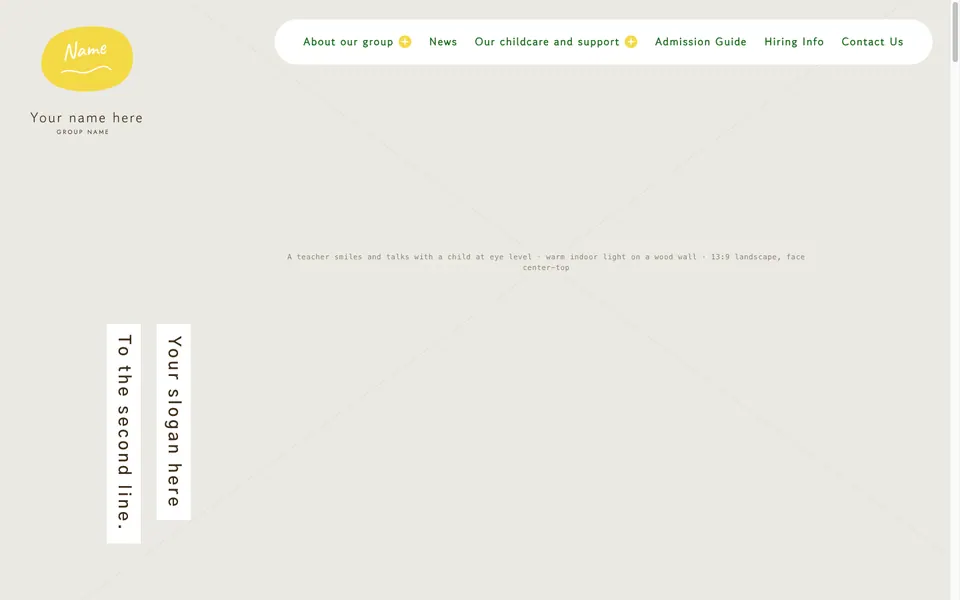 Name
Your name here
GROUP NAME
About our group
News
Our childcare and support
Admission Guide
Hiring Info
Contact Us
A teacher smiles and talks with a child at eye level · warm indoor light on a wood wall · 13:9 landscape, face
center-top
Your slogan here
To the second line.